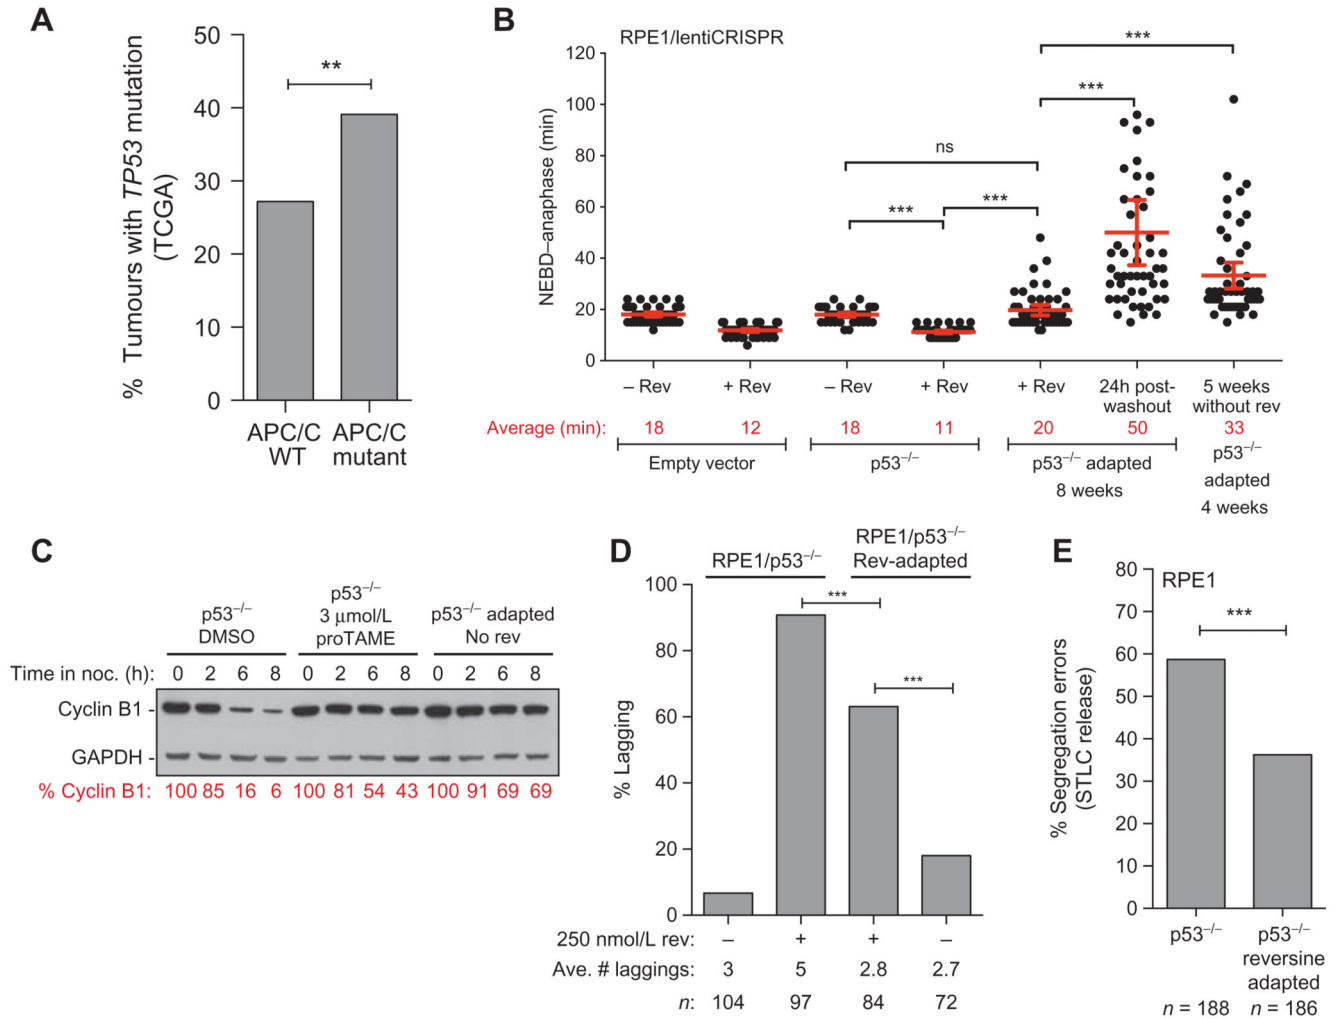 A
% Tumours with TP53 mutation
(TCGA)
50
40
30
20
10
0
**
APC/C
WT
APC/C
mutant
B
RPE1/lentiCRISPR
NEBD–anaphase (min)
120
100
80
60
40
20
0
***
***
ns
***
***
– Rev
+ Rev
– Rev
+ Rev
+ Rev
24h post-
washout
5 weeks
without rev
Average (min): 18 12 18 11 20 50 33
Empty vector
p53–/–
p53–/– adapted
8 weeks
p53–/–
adapted
4 weeks
C
p53–/–
DMSO
p53–/–
3 μmol/L
proTAME
p53–/– adapted
No rev
Time in noc. (h): 0 2 6 8 0 2 6 8 0 2 6 8
Cyclin B1 -
GAPDH -
% Cyclin B1: 100 85 16 6 100 81 54 43 100 91 69 69
D
RPE1/p53–/–
RPE1/p53–/–
Rev-adapted
% Lagging
100
80
60
40
20
0
***
***
250 nmol/L rev: – + + –
Ave. # laggings: 3 5 2.8 2.7
n: 104 97 84 72
E
RPE1
% Segregation errors
(STLC release)
80
70
60
50
40
30
20
10
0
***
p53–/–
p53–/–
reversine
adapted
n = 188 n = 186